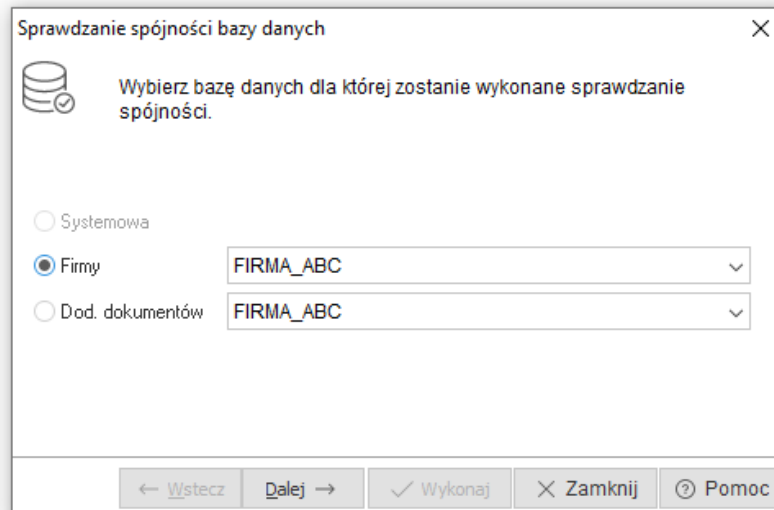 Sprawdzanie spójności bazy danych
Wybierz bazę danych dla której zostanie wykonane sprawdzanie
spójności.
Systemowa
Firmy FIRMA_ABC
Dod. dokumentów FIRMA_ABC
← Wstecz Dalej → Wykonaj Zamknij Pomoc